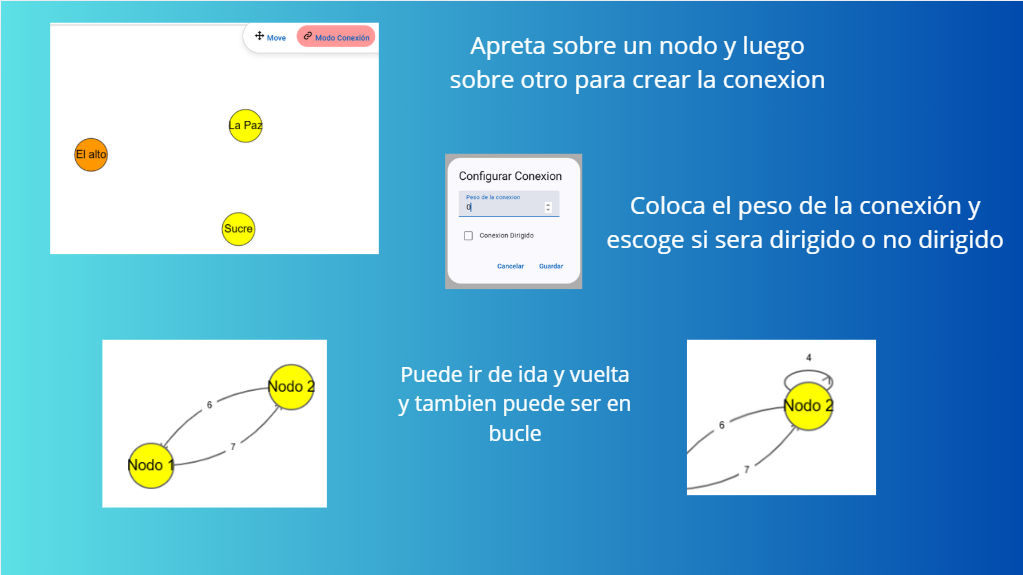 Move
Modo Conexión
La Paz
El alto
Sucre
Apreta sobre un nodo y luego
sobre otro para crear la conexion
Configurar Conexion
Peso de la conexion
0
Conexion Dirigido
Cancelar
Guardar
Coloca el peso de la conexión y
escoge si sera dirigido o no dirigido
Nodo 2
6
7
Nodo 1
Puede ir de ida y vuelta
y tambien puede ser en
bucle
4
Nodo 2
6
7